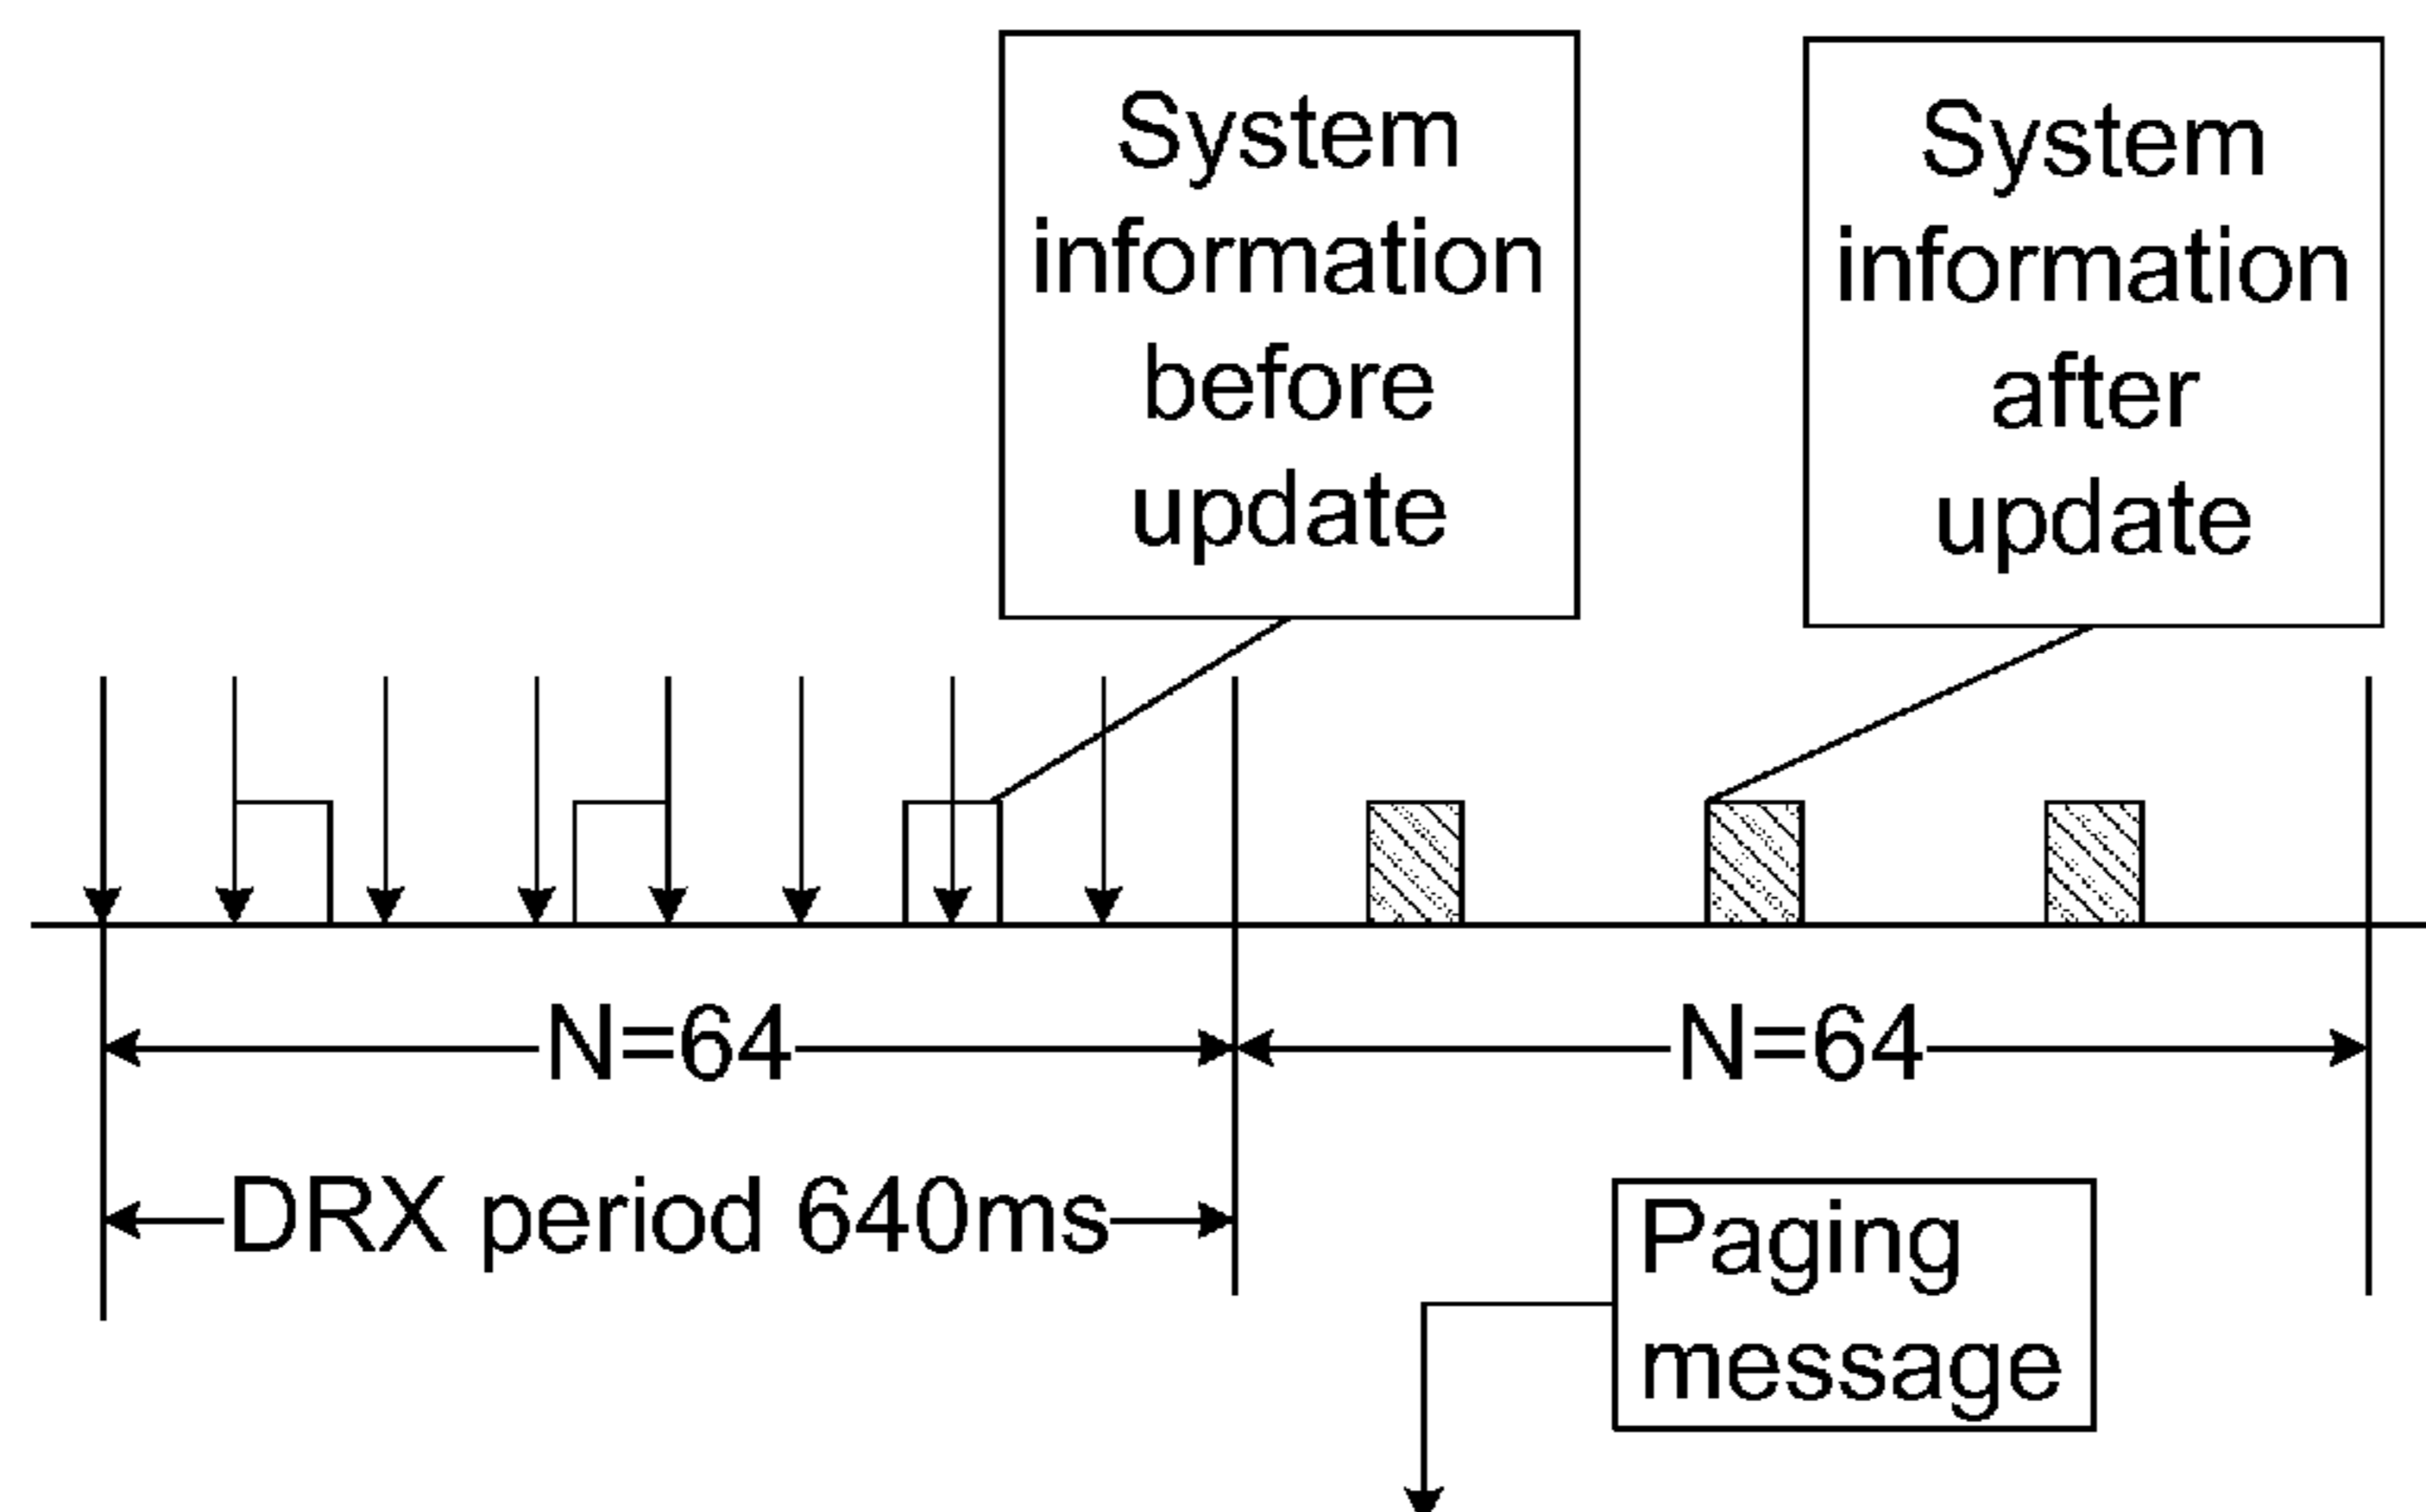 System
information
before
update
System
information
after
update
N=64
N=64
DRX period 640ms
Paging
message